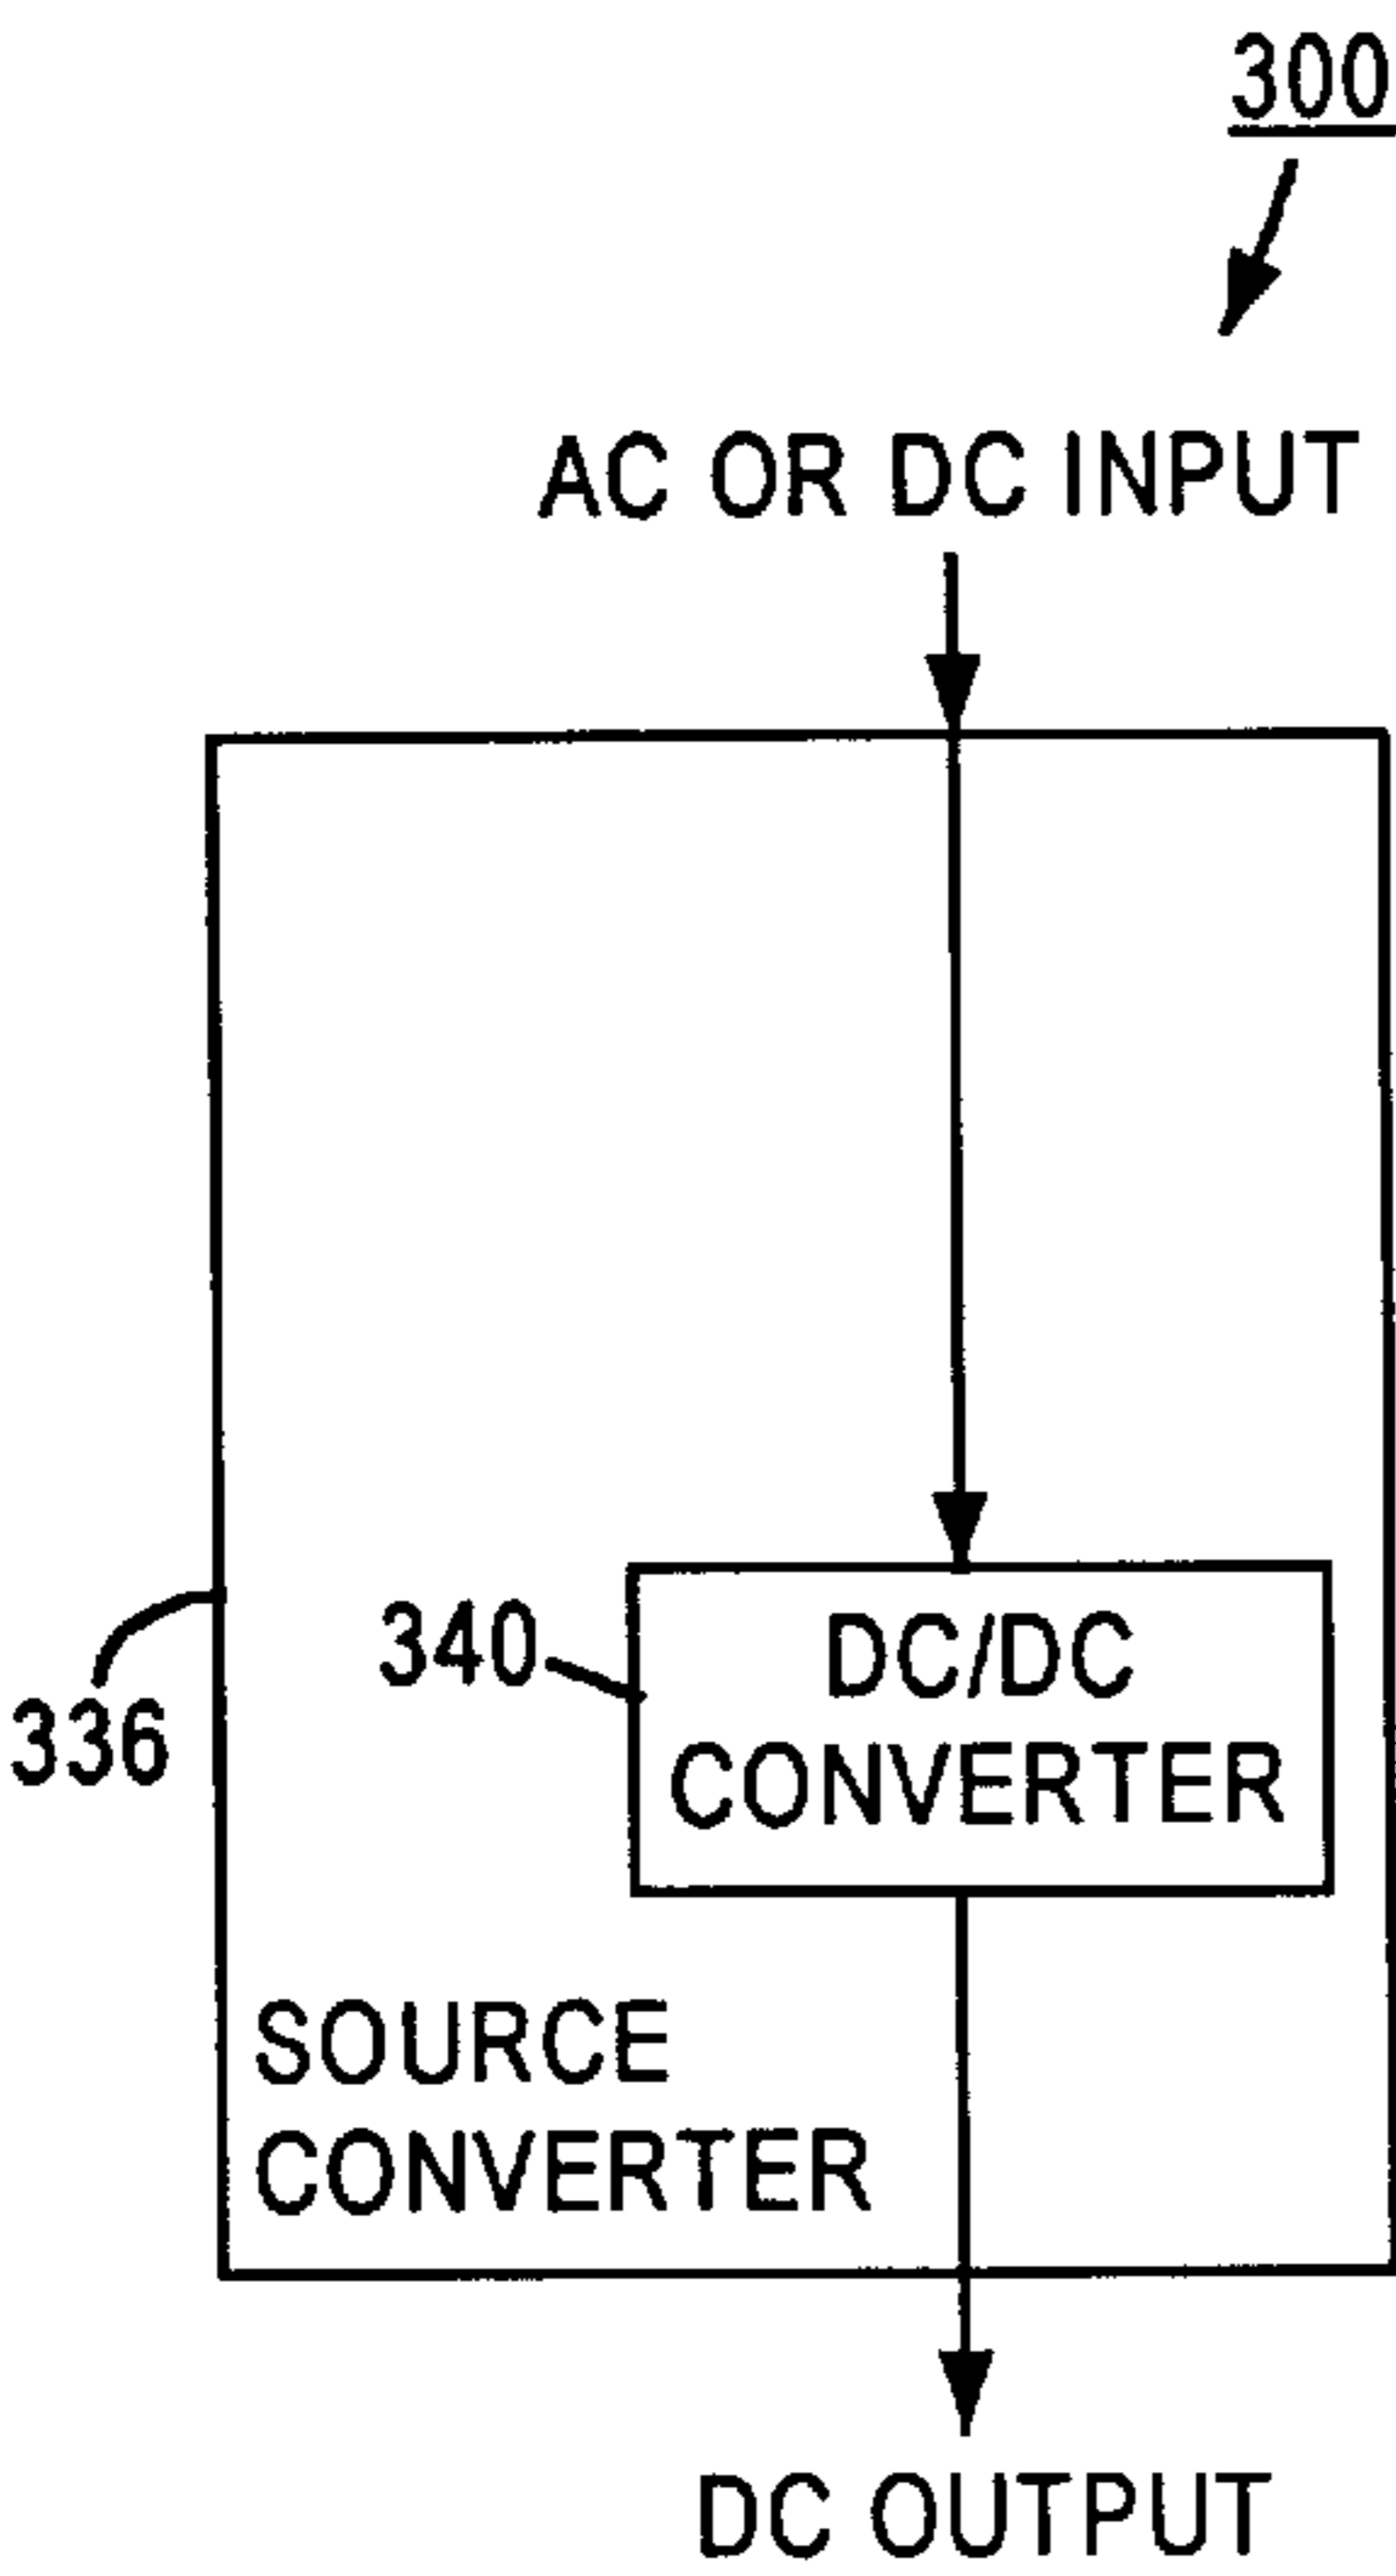 300
AC OR DC INPUT
340
DC/DC
CONVERTER
336
SOURCE
CONVERTER
DC OUTPUT